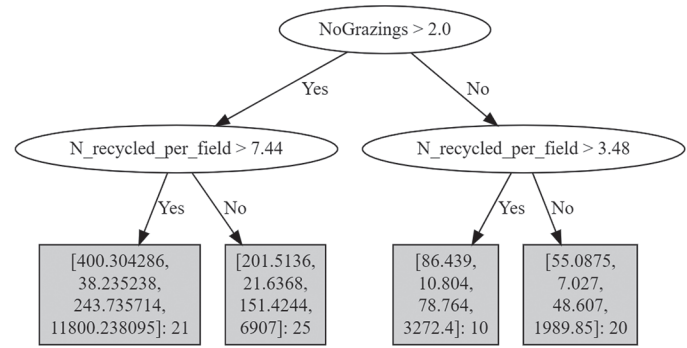 NoGrazings > 2.0
Yes
No
N_recycled_per_field > 7.44
N_recycled_per_field > 3.48
Yes
No
Yes
No
[400.304286,
38.235238,
243.735714,
11800.238095]: 21
[201.5136,
21.6368,
151.4244,
6907]: 25
[86.439,
10.804,
78.764,
3272.4]: 10
[55.0875,
7.027,
48.607,
1989.85]: 20